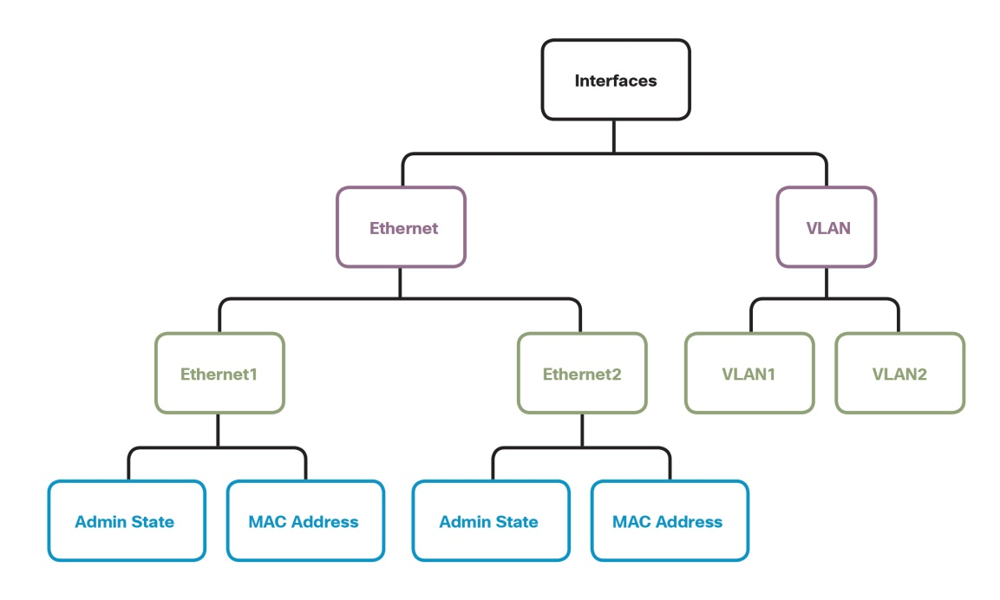 Interfaces
Ethernet
VLAN
Ethernet1
Ethernet2
VLAN1
VLAN2
Admin State
MAC Address
Admin State
MAC Address